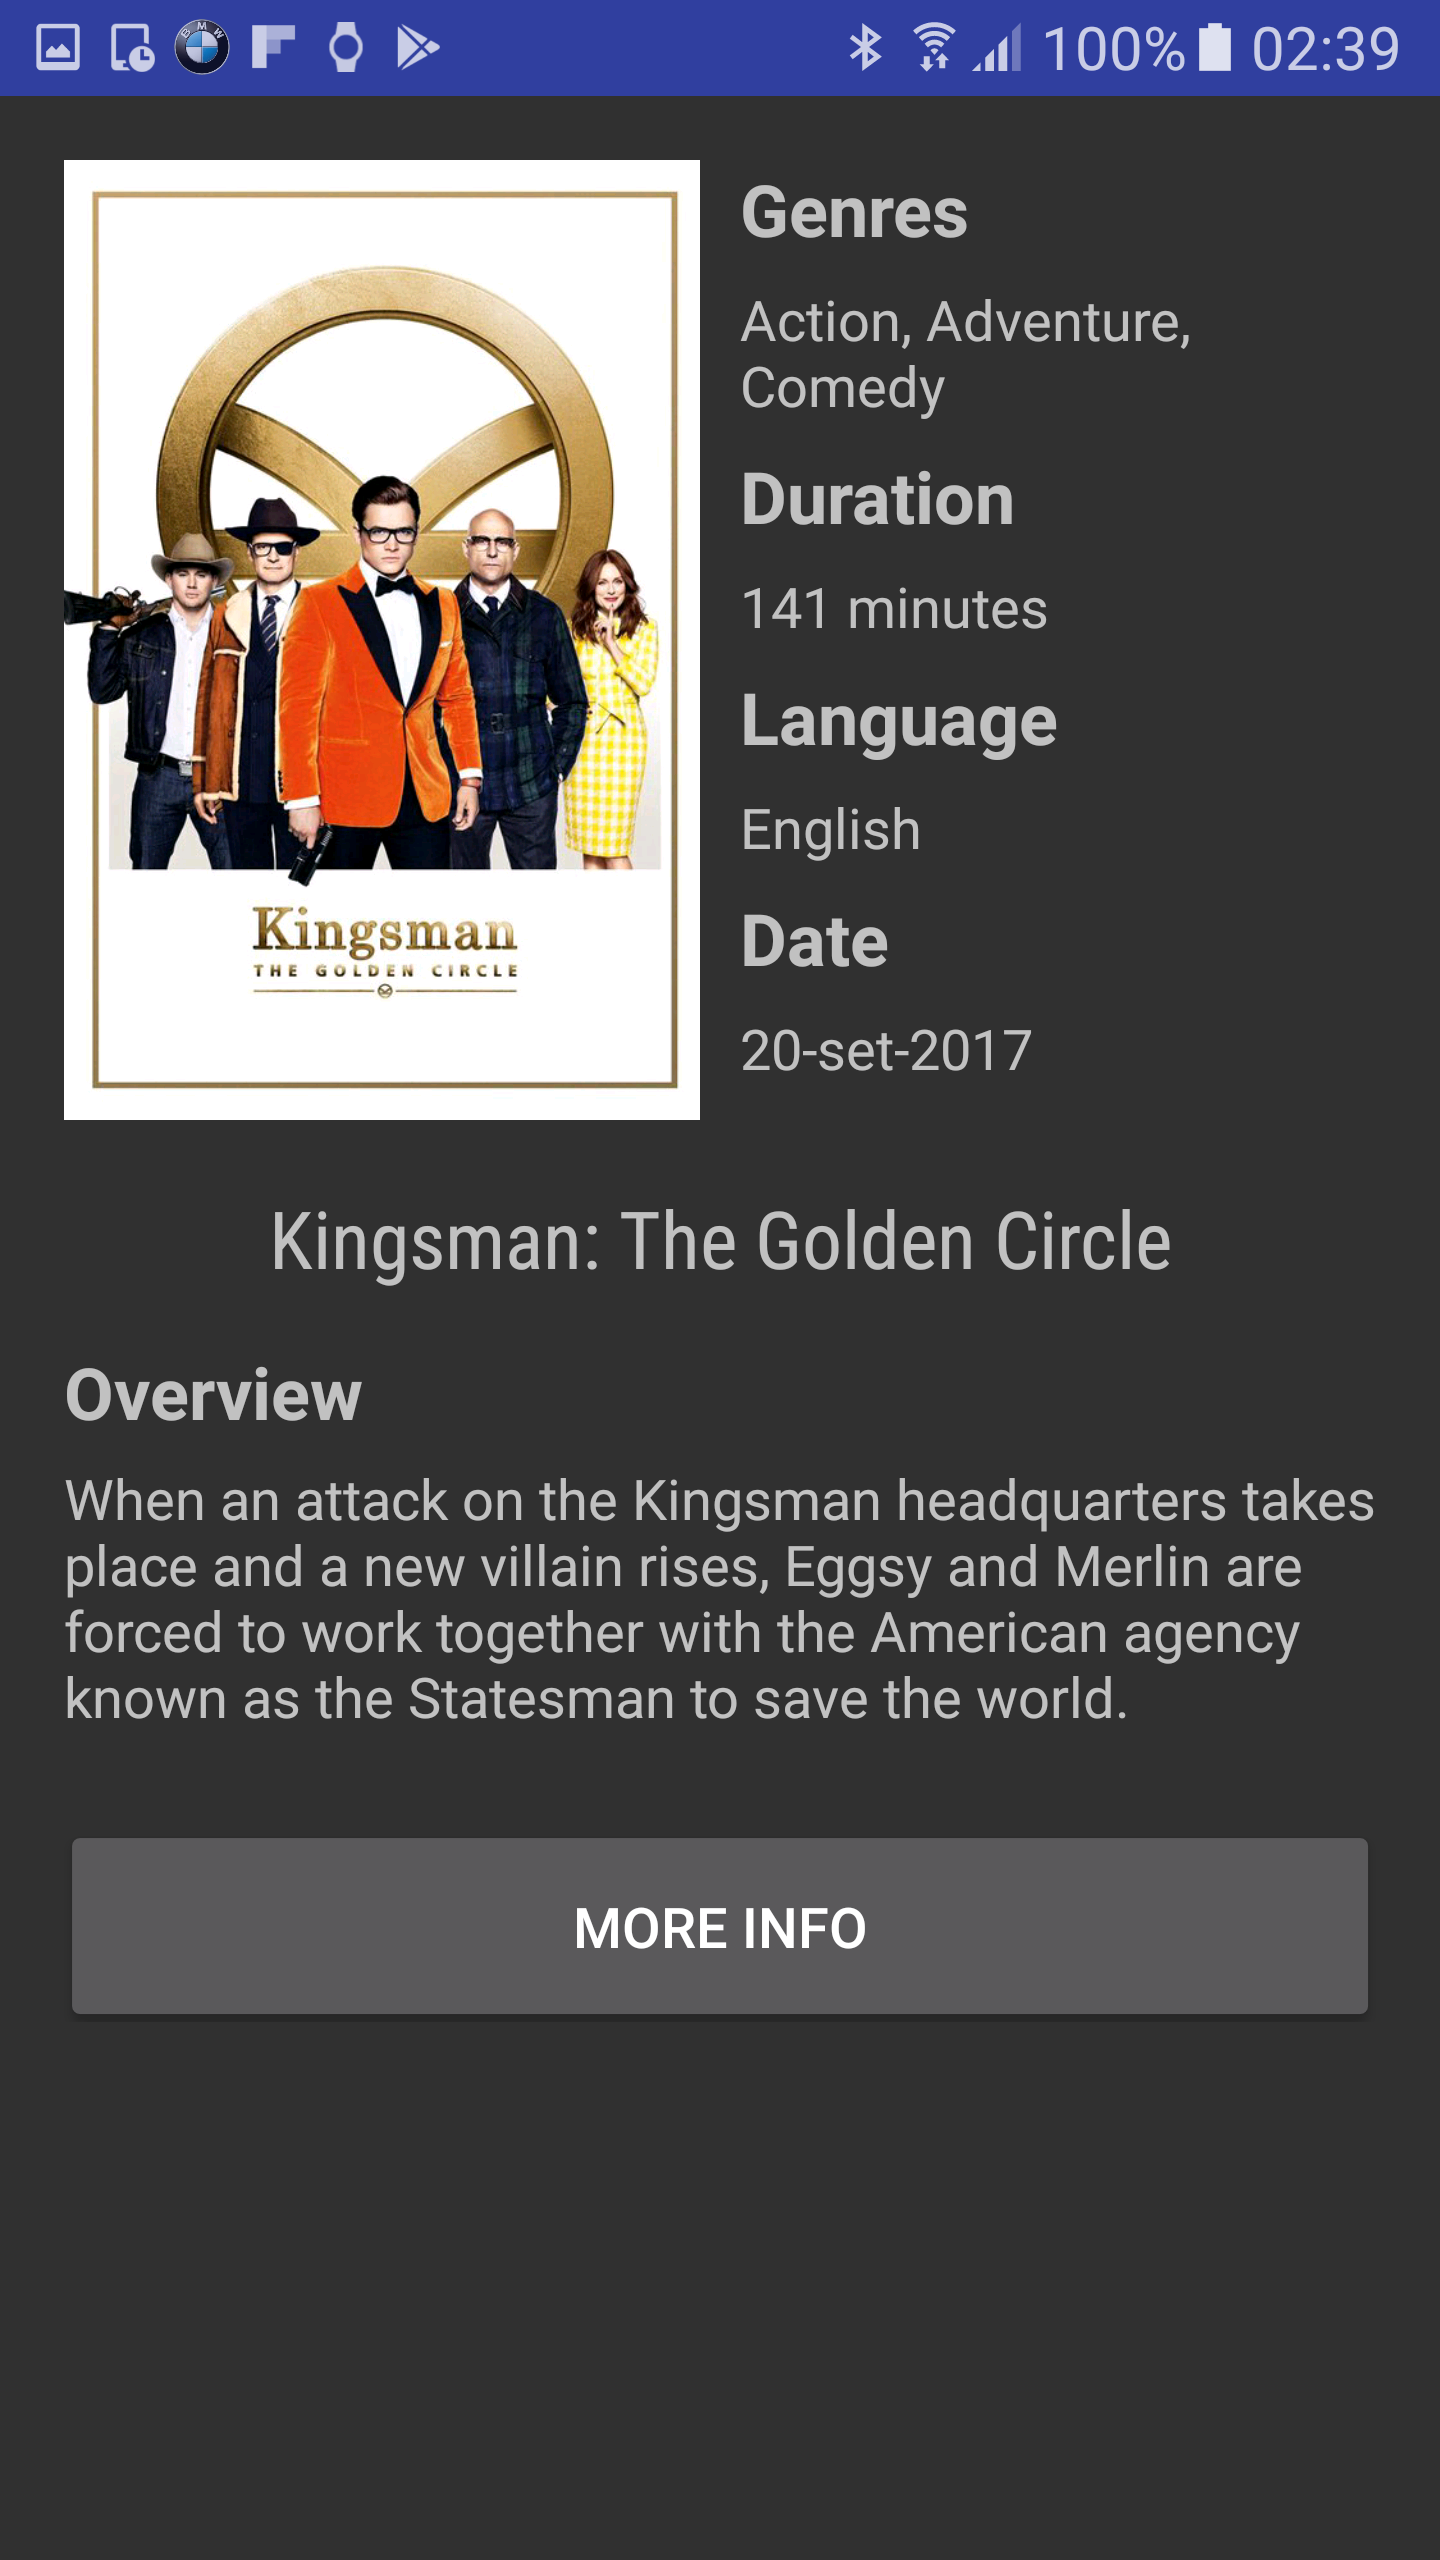 100% 02:39
Genres
Action, Adventure,
Comedy
Duration
141 minutes
Language
English
Date
20-set-2017
Kingsman
THE GOLDEN CIRCLE
Kingsman: The Golden Circle
Overview
When an attack on the Kingsman headquarters takes
place and a new villain rises, Eggsy and Merlin are
forced to work together with the American agency
known as the Statesman to save the world.
MORE INFO